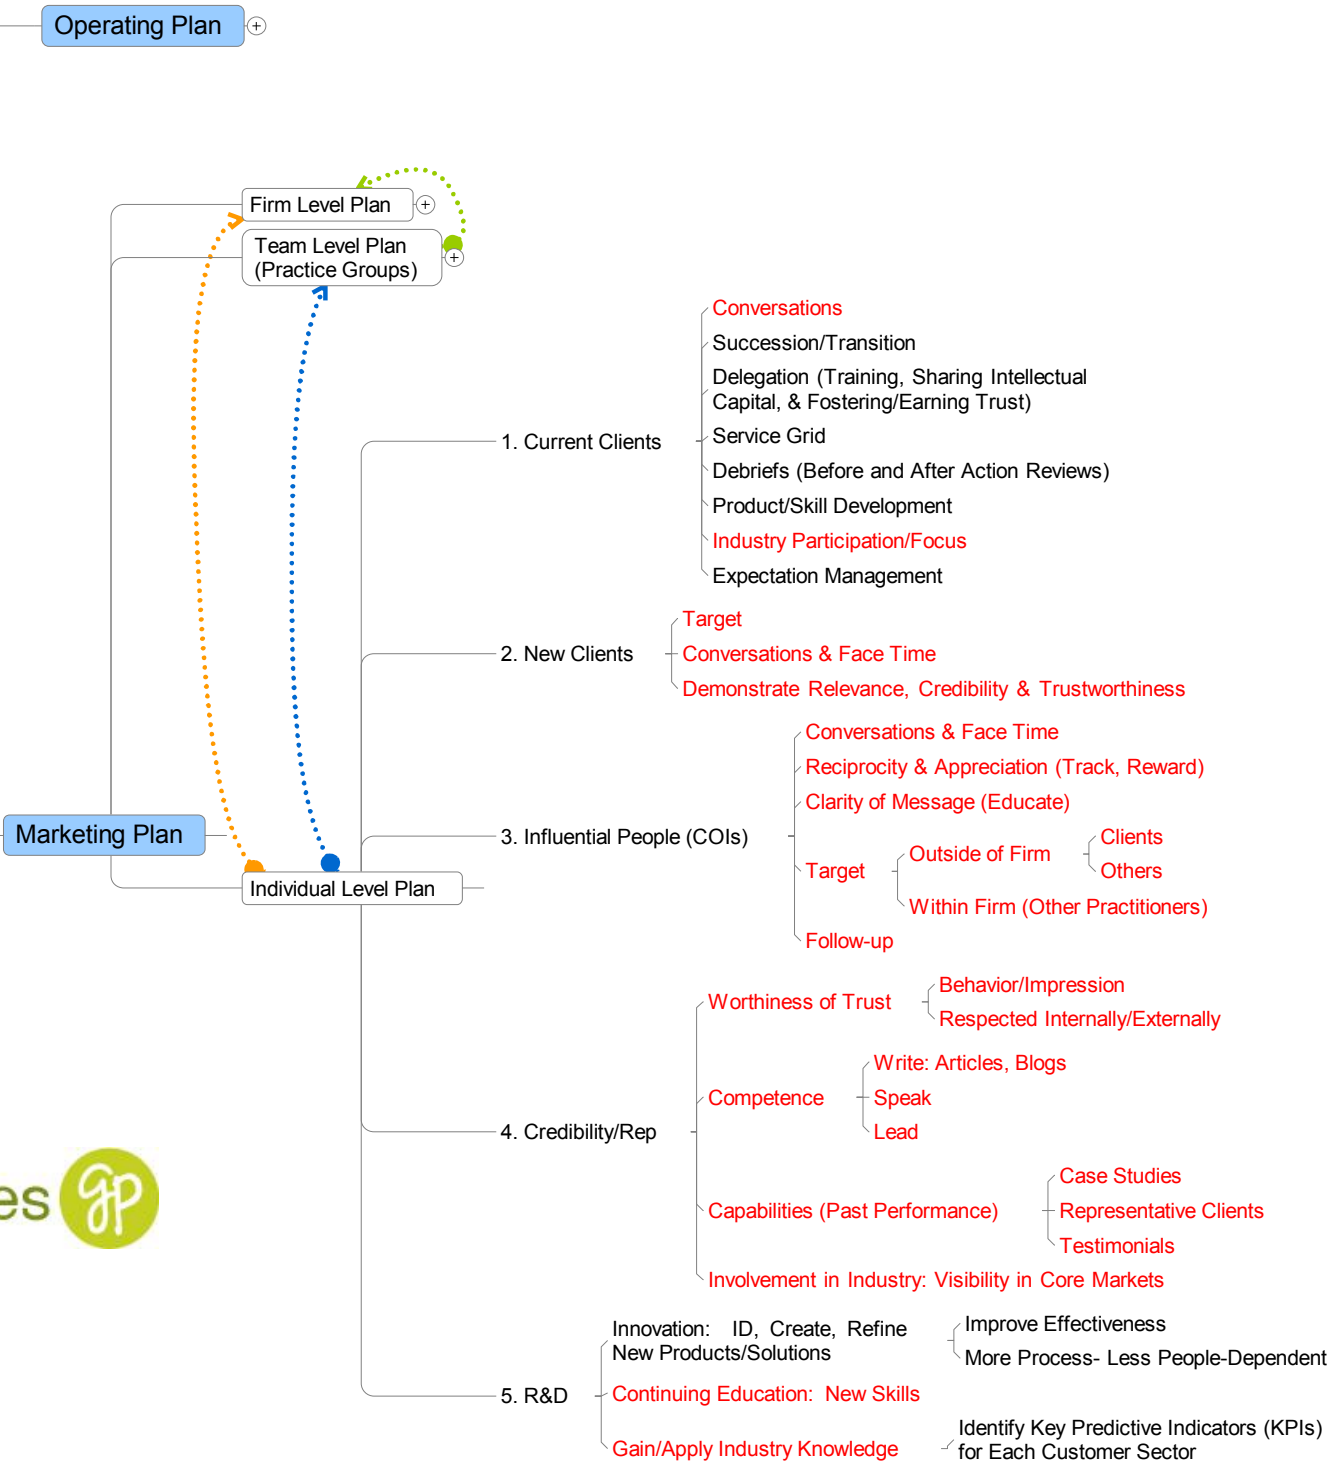 Operating Plan
Firm Level Plan
Team Level Plan
(Practice Groups)
Marketing Plan
Individual Level Plan
1. Current Clients
Conversations
Succession/Transition
Delegation (Training, Sharing Intellectual
Capital, & Fostering/Earning Trust)
Service Grid
Debriefs (Before and After Action Reviews)
Product/Skill Development
Industry Participation/Focus
Expectation Management
2. New Clients
Target
Conversations & Face Time
Demonstrate Relevance, Credibility & Trustworthiness
3. Influential People (COIs)
Conversations & Face Time
Reciprocity & Appreciation (Track, Reward)
Clarity of Message (Educate)
Target
Outside of Firm
Clients
Others
Within Firm (Other Practitioners)
Follow-up
4. Credibility/Rep
Worthiness of Trust
Behavior/Impression
Respected Internally/Externally
Competence
Write: Articles, Blogs
Speak
Lead
Capabilities (Past Performance)
Case Studies
Representative Clients
Testimonials
Involvement in Industry: Visibility in Core Markets
5. R&D
Innovation: ID, Create, Refine
New Products/Solutions
Improve Effectiveness
More Process- Less People-Dependent
Continuing Education: New Skills
Gain/Apply Industry Knowledge
Identify Key Predictive Indicators (KPIs)
for Each Customer Sector
es
gp